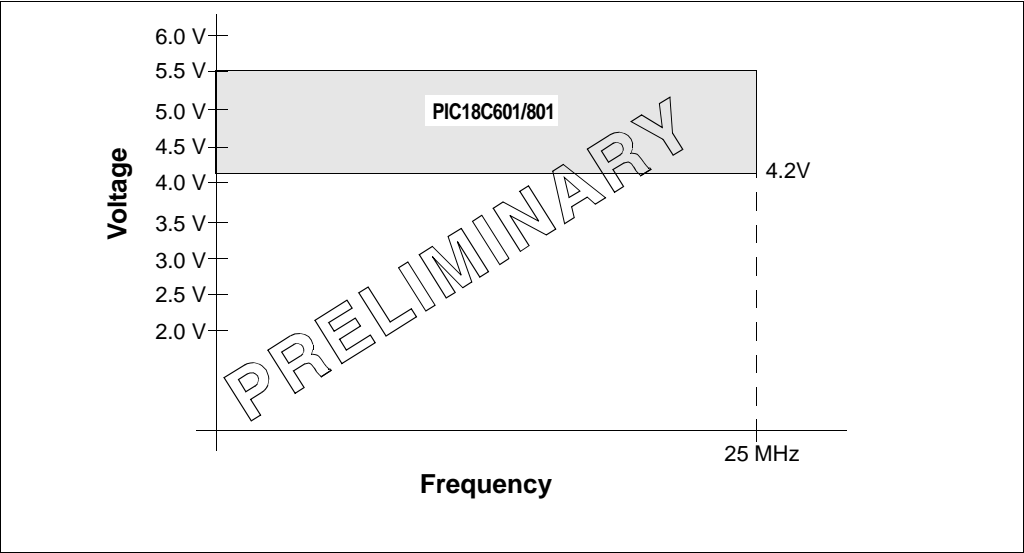 6.0 V
5.5 V
5.0 V
PIC18C601/801
4.5 V
4.2V
4.0 V
3.5 V
3.0 V
2.5 V
2.0 V
Voltage
PRELIMINARY
25 MHz
Frequency